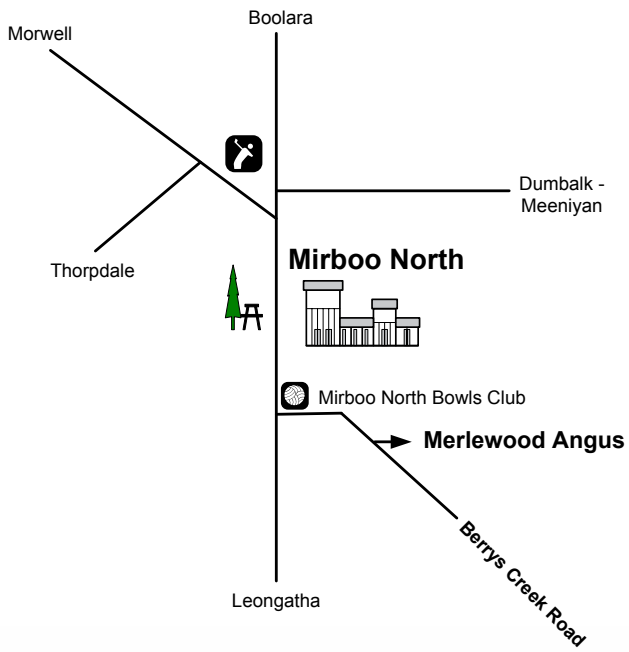 Boolara
Morwell
Dumbalk -
Meeniyan
Thorpdale
Mirboo North
Mirboo North Bowls Club
Merlewood Angus
Berrys Creek Road
Leongatha